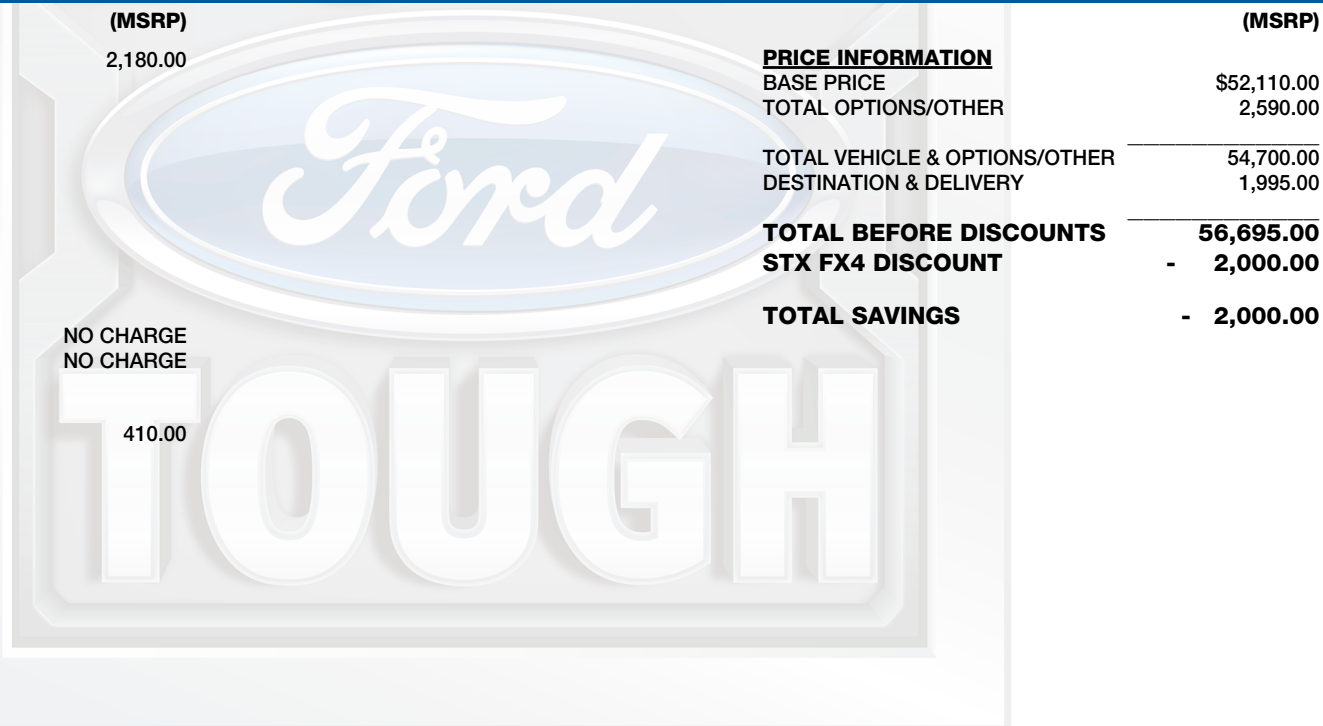 (MSRP)
2,180.00
NO CHARGE
NO CHARGE
410.00
Ford
TOUGH
(MSRP)
PRICE INFORMATION
BASE PRICE $52,110.00
TOTAL OPTIONS/OTHER 2,590.00
TOTAL VEHICLE & OPTIONS/OTHER 54,700.00
DESTINATION & DELIVERY 1,995.00
TOTAL BEFORE DISCOUNTS 56,695.00
STX FX4 DISCOUNT - 2,000.00
TOTAL SAVINGS - 2,000.00